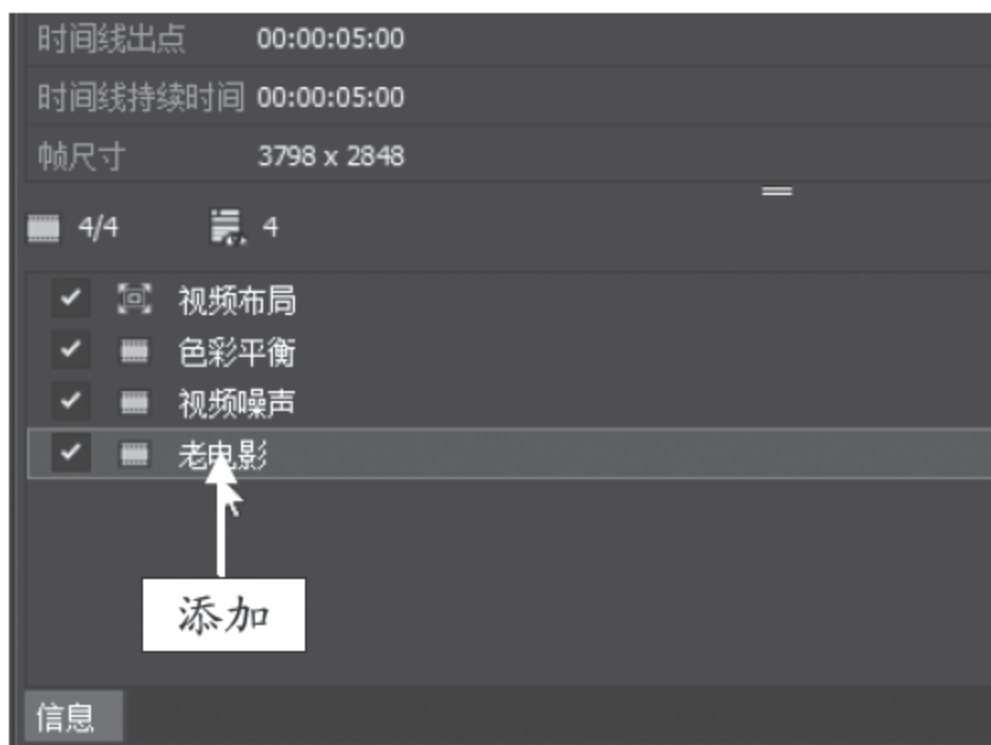 时间线出点 00:00:05:00
时间线持续时间 00:00:05:00
帧尺寸 3798 x 2848
4/4 4
视频布局
色彩平衡
视频噪声
老电影
添加
信息